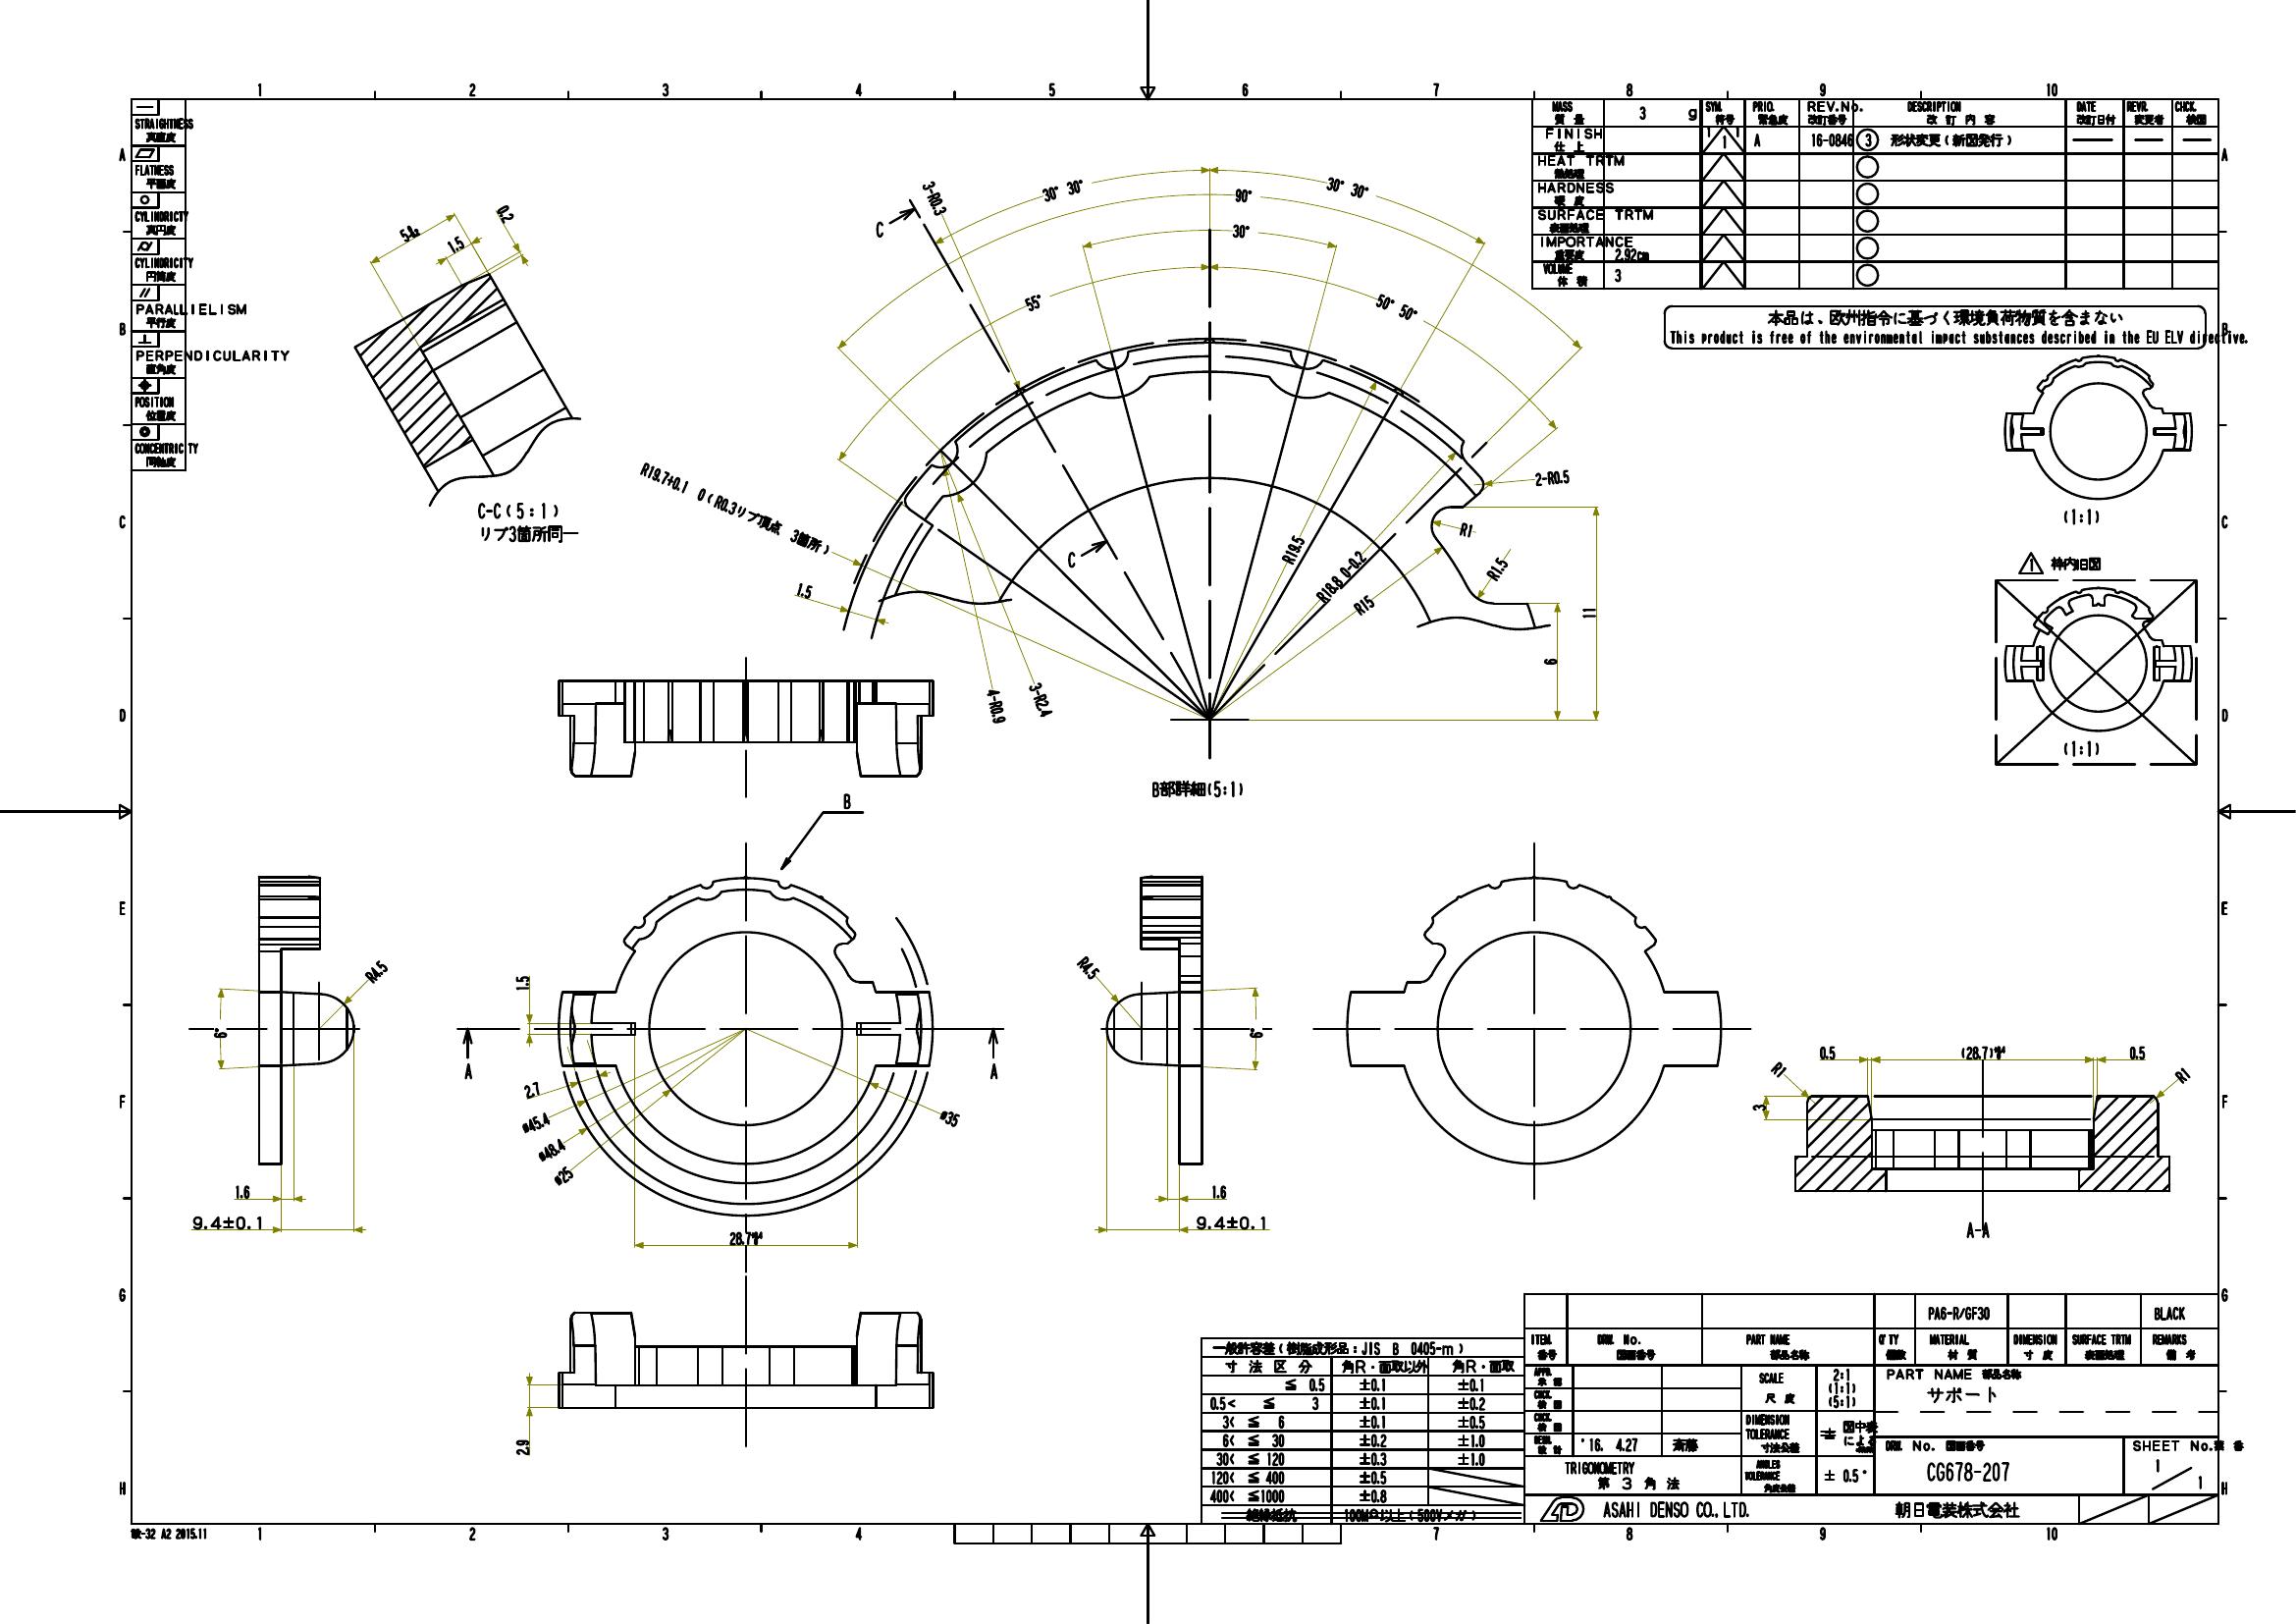 1 2 3 4 5 6 7 8 9 10
A B C D E F G H
STRAIGHTNESS
真直度
FLATNESS
平面度
CYLINDRICTY
真円度
CYLINDRICITY
円筒度
PARALLIELISM
平行度
PERPENDICULARITY
直角度
POSITION
位置度
CONCENTRICITY
同軸度
MASS 3 g SYM. PRIO. REV.No. DESCRIPTION DATE REVR. CHCK.
質 量 符号 緊急度 改訂番号 改 訂 内 容 改訂日付 変更者 検図
FINISH 1 A 16-0846 3 形状変更(新図発行)
仕 上
HEAT TRTM
熱処理
HARDNESS
硬 度
SURFACE TRTM
表面処理
IMPORTANCE
重要度 2.92cm
VOLUME 3
体 積
本品は、欧州指令に基づく環境負荷物質を含まない
This product is free of the environmental impact substances described in the EU ELV directive.
(1:1)
1 枠内旧図
(1:1)
5
1.5
0.2
C-C(5:1)
リブ3箇所同一
3-R0.3
C
30° 30°
30° 30°
90°
30°
55°
50° 50°
R19.7+0.1 0(R0.3リブ頂点 3箇所)
1.5
C
2-R0.5
R1
R1.5
R19.5
R18.8 0-0.2
R15
11
6
4-R0.9
3-R2.4
B部詳細(5:1)
B
R4.5
6°
1.6
9.4±0.1
1.5
A A
2.7
ø45.4
ø48.4
ø25
ø35
28.7
R4.5
6°
1.6
9.4±0.1
0.5 (28.7) 0.5
R1 R1
3
A-A
2.9
一般許容差(樹脂成形品:JIS B 0405-m)
寸 法 区 分 角R・面取以外 角R・面取
≦ 0.5 ±0.1 ±0.1
0.5< ≦ 3 ±0.1 ±0.2
3< ≦ 6 ±0.1 ±0.5
6< ≦ 30 ±0.2 ±1.0
30< ≦ 120 ±0.3 ±1.0
120< ≦ 400 ±0.5
400< ≦1000 ±0.8
絶縁抵抗 100MΩ以上(500Vメガ)
PA6-R/GF30 BLACK
ITEM. DRW. No. PART NAME Q'TY MATERIAL DIMENSION SURFACE TRTM REMARKS
番号 図面番号 部品名称 個数 材 質 寸 度 表面処理 備 考
APPD. 承 認
CHCK. 検 図
CHCK. 検 図
DESN. 設 計 '16. 4.27 斎藤
SCALE 尺 度 2:1 (1:1) (5:1)
DIMENSION TOLERANCE 寸法公差 ± 図中表による
ANGLES TOLERANCE 角度公差 ± 0.5°
TRIGONOMETRY
第 3 角 法
PART NAME 部品名称
サポート
DRW. No. 図面番号
CG678-207
SHEET No.
1/1
ASAHI DENSO CO., LTD. 朝日電装株式会社
A2 2015.11
1 2 3 4 7 8 9 10